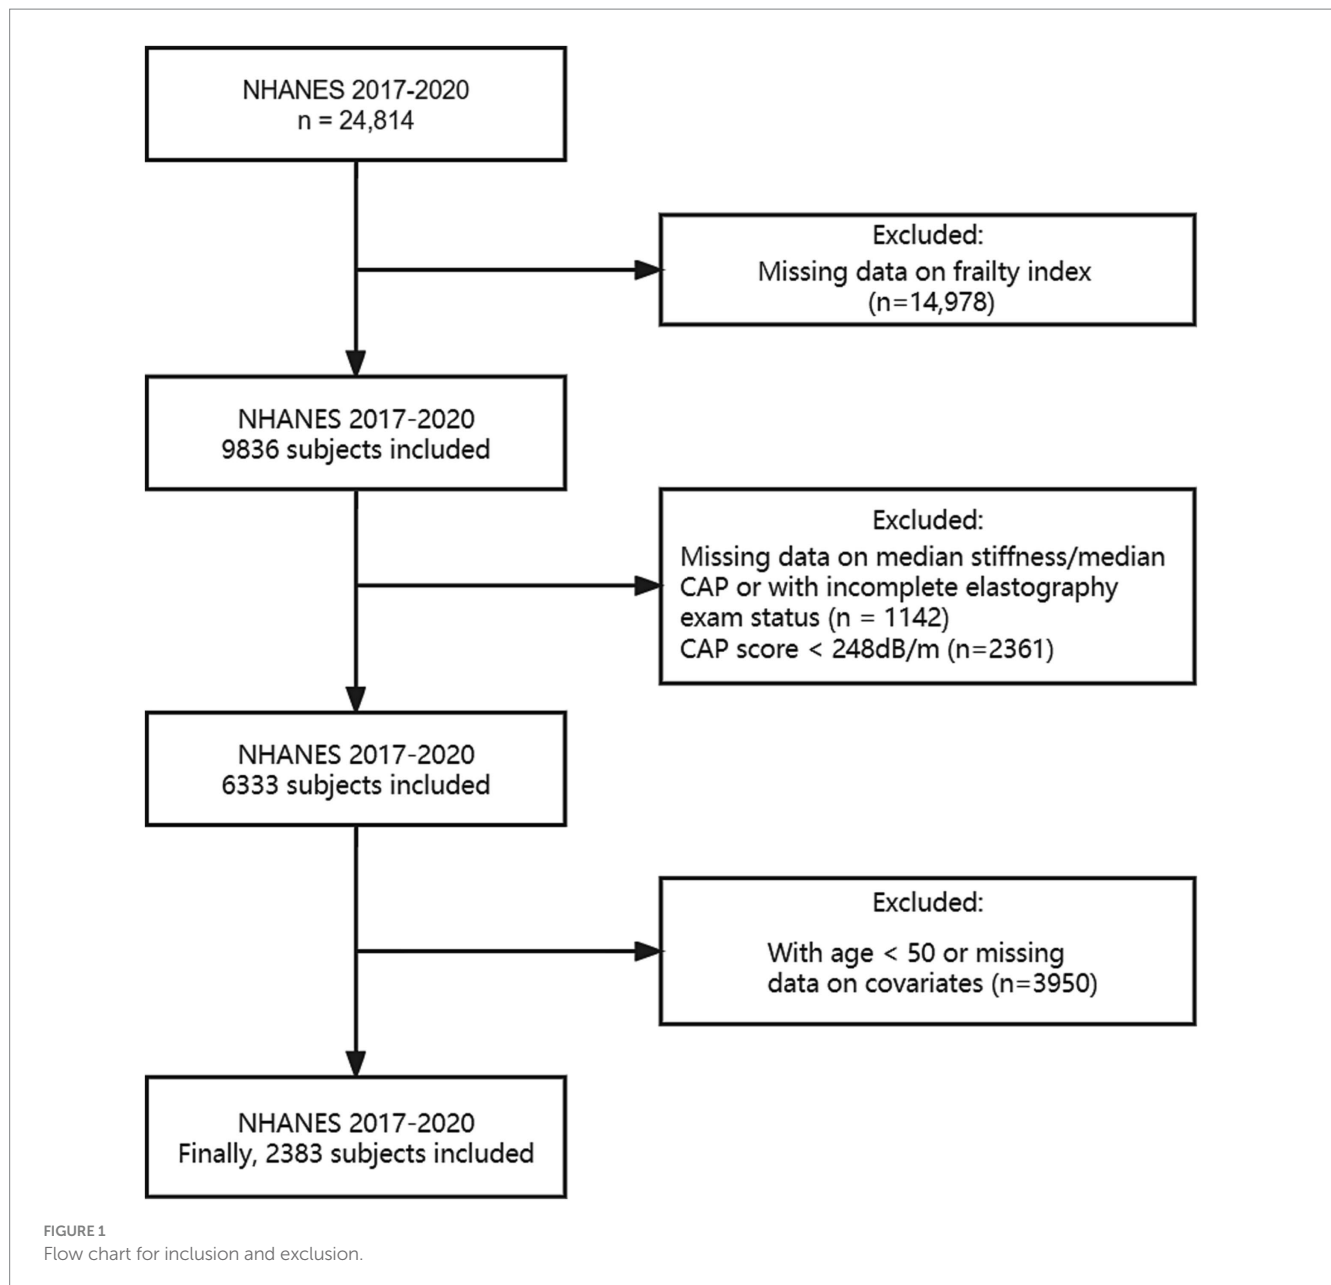 NHANES 2017-2020
n = 24,814
Excluded:
Missing data on frailty index
(n=14,978)
NHANES 2017-2020
9836 subjects included
Excluded:
Missing data on median stiffness/median
CAP or with incomplete elastography
exam status (n = 1142)
CAP score < 248dB/m (n=2361)
NHANES 2017-2020
6333 subjects included
Excluded:
With age < 50 or missing
data on covariates (n=3950)
NHANES 2017-2020
Finally, 2383 subjects included
FIGURE 1
Flow chart for inclusion and exclusion.